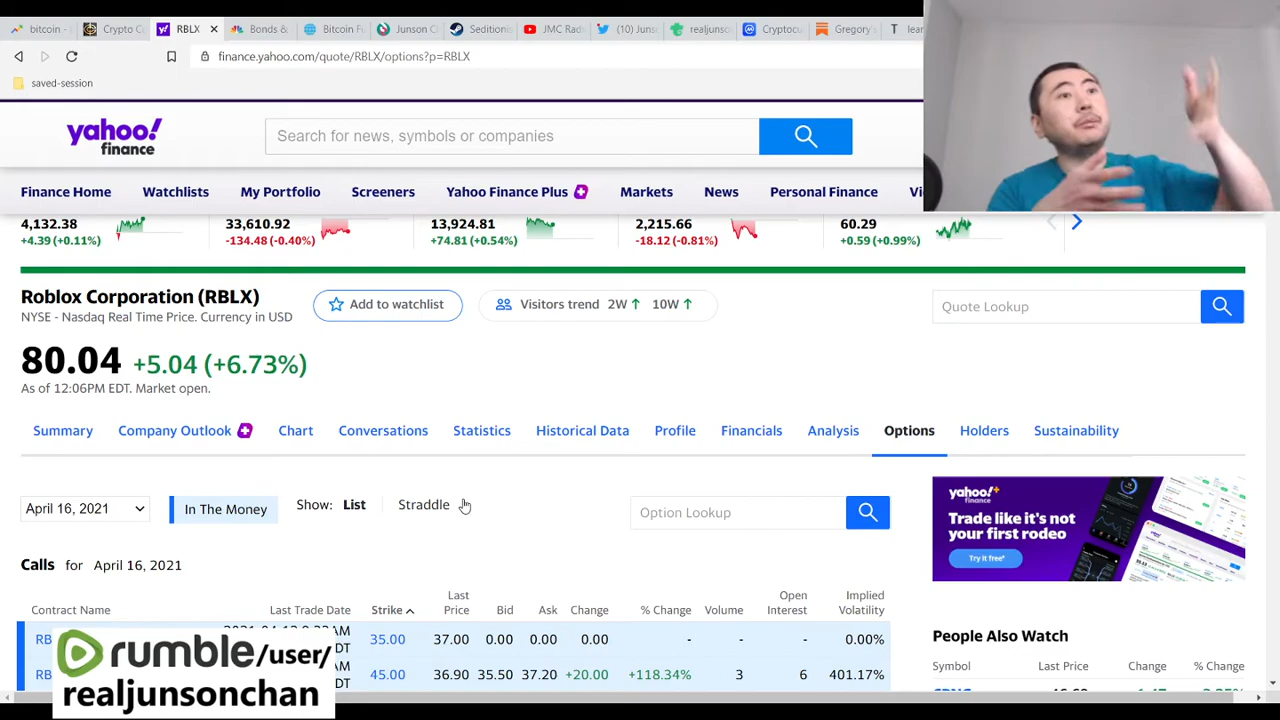 bitcoin -
Crypto C
RBLX
Bonds &
Bitcoin Fu
Junson C
Sedition
JMC Rad
(10) Juns
realjunso
Cryptocu
Gregory's
lear
finance.yahoo.com/quote/RBLX/options?p=RBLX
saved-session
yahoo!
finance
Search for news, symbols or companies
Finance Home
Watchlists
My Portfolio
Screeners
Yahoo Finance Plus
Markets
News
Personal Finance
Vi
4,132.38
+4.39 (+0.11%)
33,610.92
-134.48 (-0.40%)
13,924.81
+74.81 (+0.54%)
2,215.66
-18.12 (-0.81%)
60.29
+0.59 (+0.99%)
Roblox Corporation (RBLX)
NYSE - Nasdaq Real Time Price. Currency in USD
Add to watchlist
Visitors trend 2W↑ 10W↑
Quote Lookup
80.04 +5.04 (+6.73%)
As of 12:06PM EDT. Market open.
Summary
Company Outlook
Chart
Conversations
Statistics
Historical Data
Profile
Financials
Analysis
Options
Holders
Sustainability
April 16, 2021
In The Money
Show: List
Straddle
Option Lookup
yahoo!
finance+
Trade like it's not
your first rodeo
Try it free*
Calls for April 16, 2021
Contract Name
Last Trade Date
Strike
Last Price
Bid
Ask
Change
% Change
Volume
Open Interest
Implied Volatility
RB
35.00 37.00 0.00 0.00 0.00 - - - 0.00%
RB
45.00 36.90 35.50 37.20 +20.00 +118.34% 3 6 401.17%
People Also Watch
Symbol Last Price Change % Change
rumble/user/
realjunsonchan